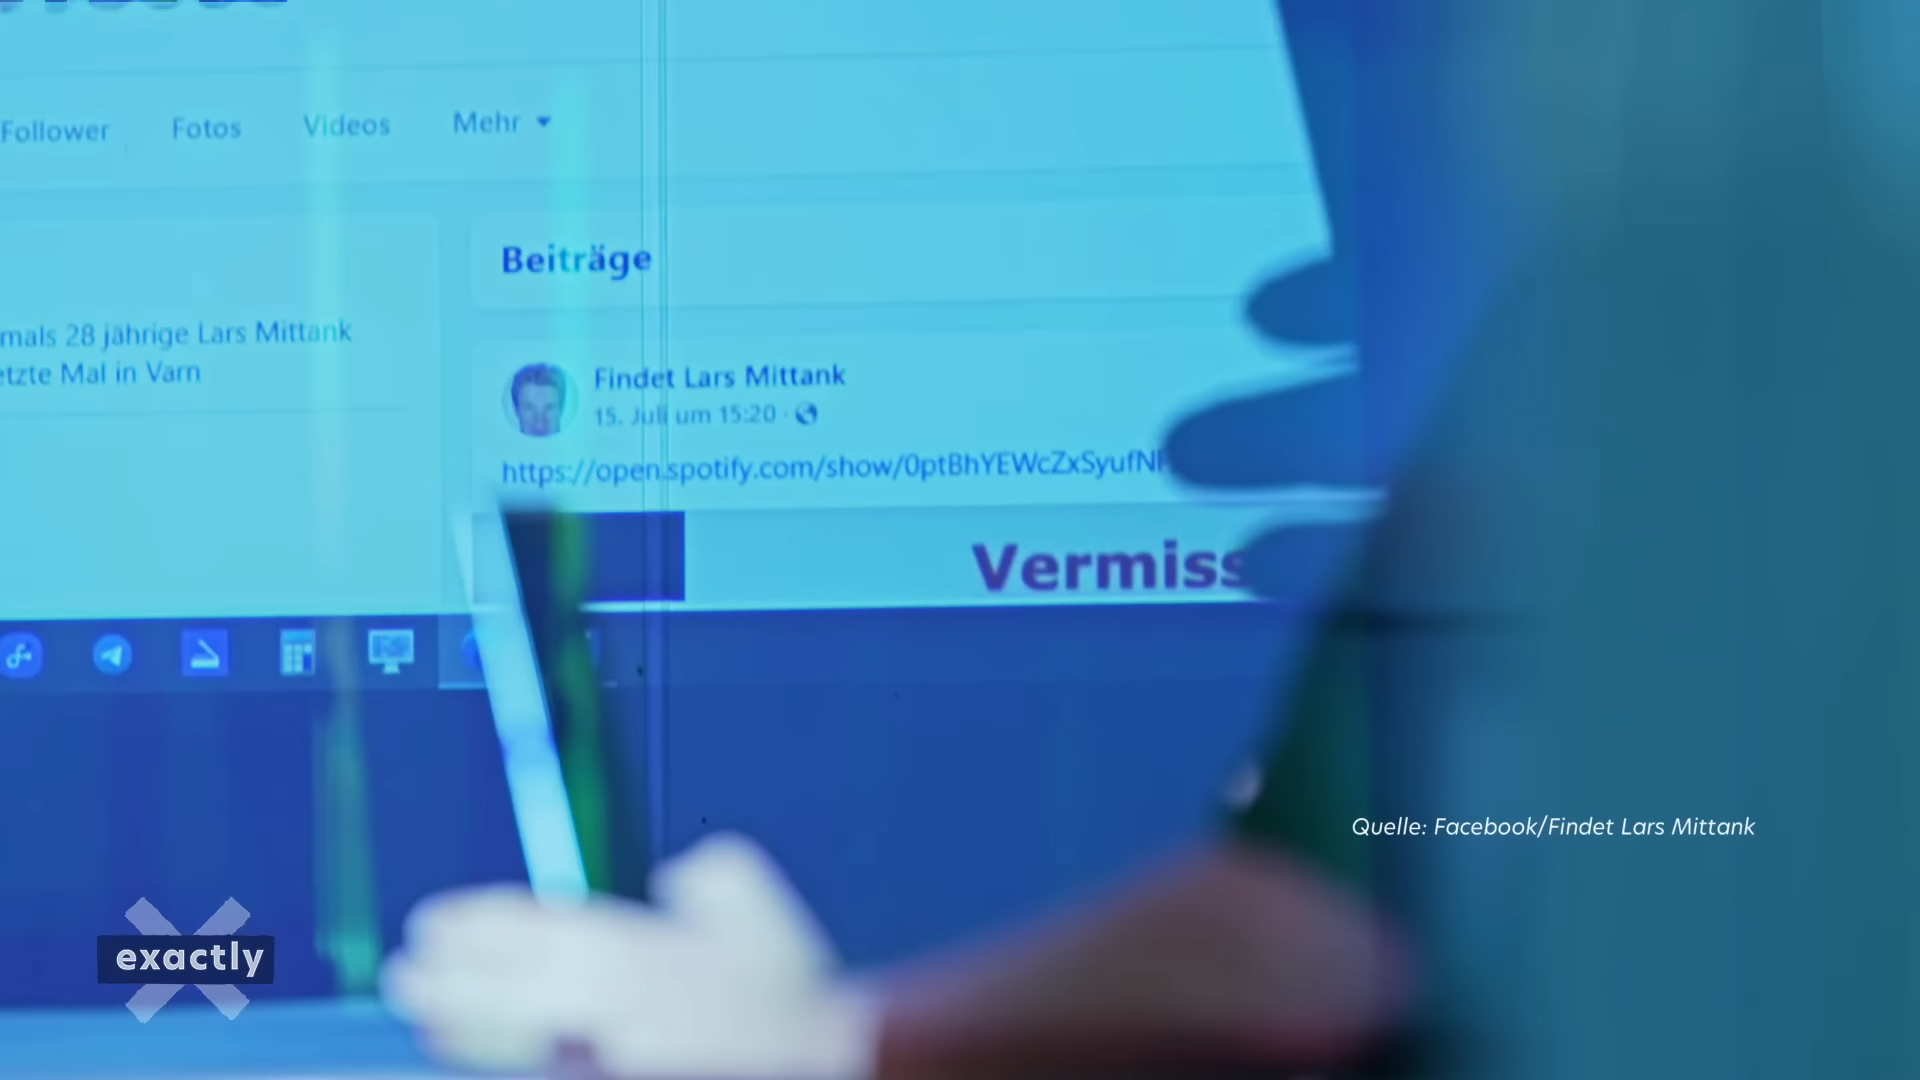 Follower Fotos Videos Mehr
Beiträge
mals 28 jährige Lars Mittank
etzte Mal in Varn
Findet Lars Mittank
15. Juli um 15:20
https://open.spotify.com/show/0ptBhYEWcZxSyufN
Vermiss
Quelle: Facebook/Findet Lars Mittank
exactly